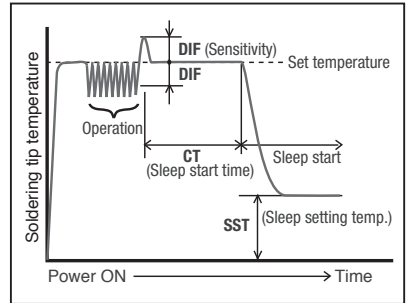 Soldering tip temperature
DIF (Sensitivity)
DIF
Set temperature
Operation
CT
(Sleep start time)
Sleep start
SST
(Sleep setting temp.)
Power ON
Time